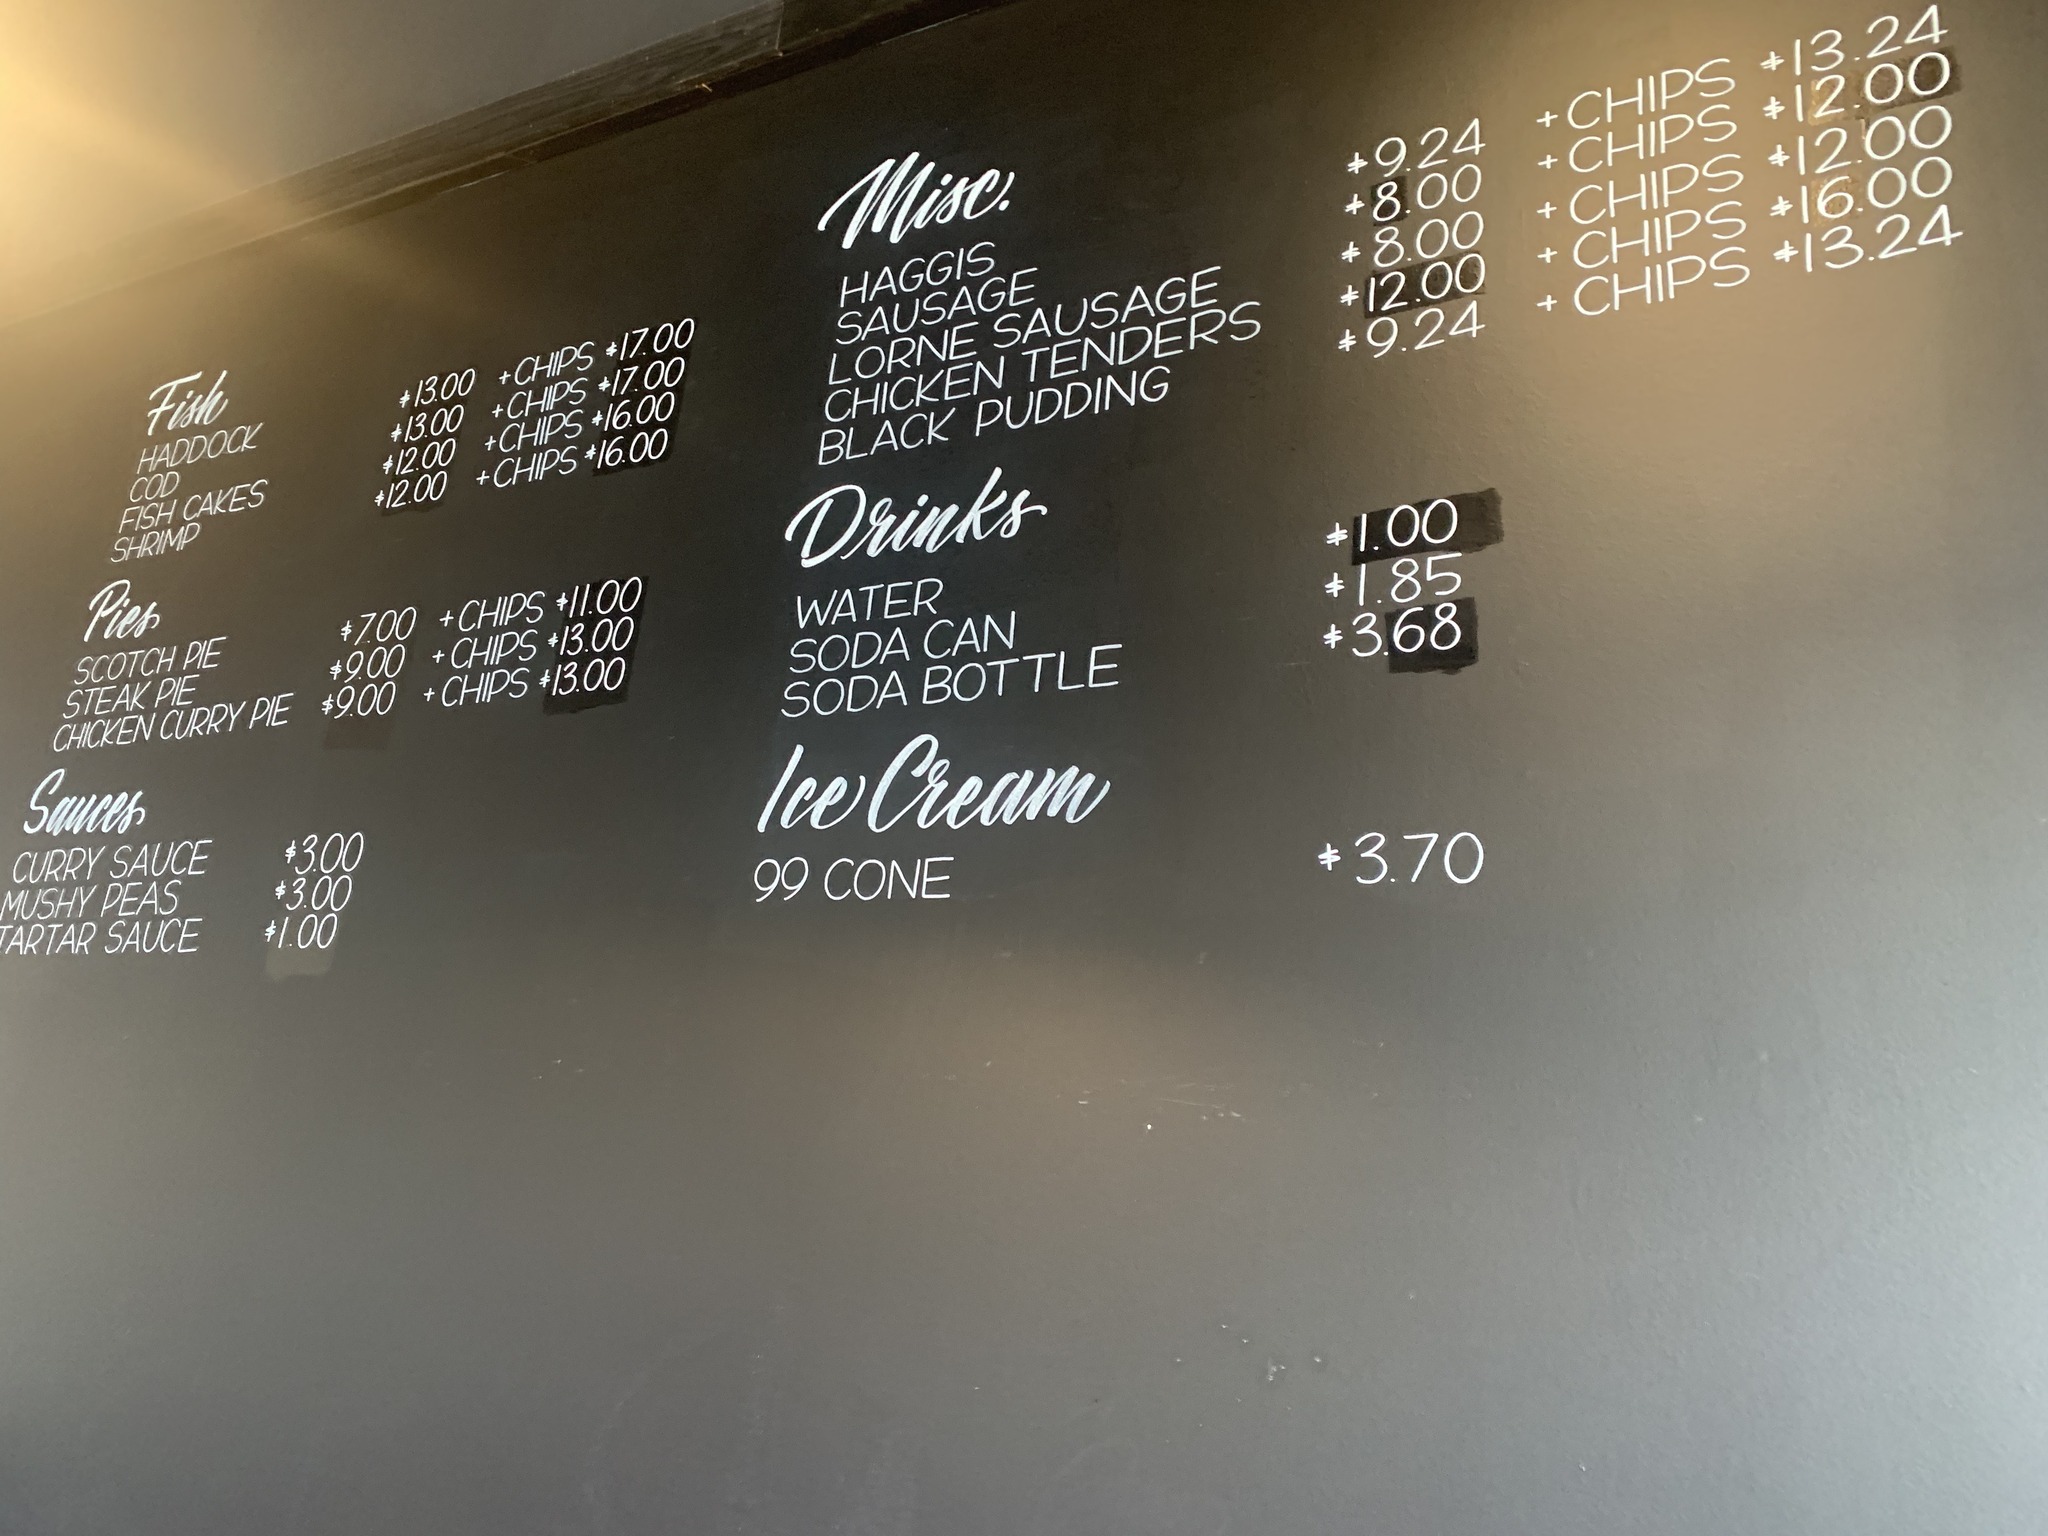 Fish
HADDOCK $13.00 + CHIPS $17.00
COD $13.00 + CHIPS $17.00
FISH CAKES $12.00 + CHIPS $16.00
SHRIMP $12.00 + CHIPS $16.00
Pies
SCOTCH PIE $7.00 + CHIPS $11.00
STEAK PIE $9.00 + CHIPS $13.00
CHICKEN CURRY PIE $9.00 + CHIPS $13.00
Sauces
CURRY SAUCE $3.00
MUSHY PEAS $3.00
TARTAR SAUCE $1.00
Misc.
HAGGIS $9.24 + CHIPS $13.24
SAUSAGE $8.00 + CHIPS $12.00
LORNE SAUSAGE $8.00 + CHIPS $12.00
CHICKEN TENDERS $12.00 + CHIPS $16.00
BLACK PUDDING $9.24 + CHIPS $13.24
Drinks
WATER $1.00
SODA CAN $1.85
SODA BOTTLE $3.68
Ice Cream
99 CONE $3.70